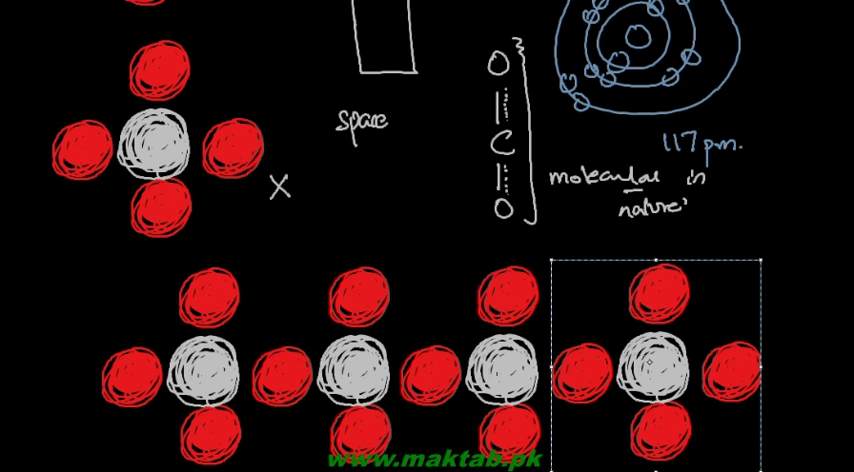 O
||
C
||
O
space
X
117 pm.
molecular in
nature
www.maktab.pk